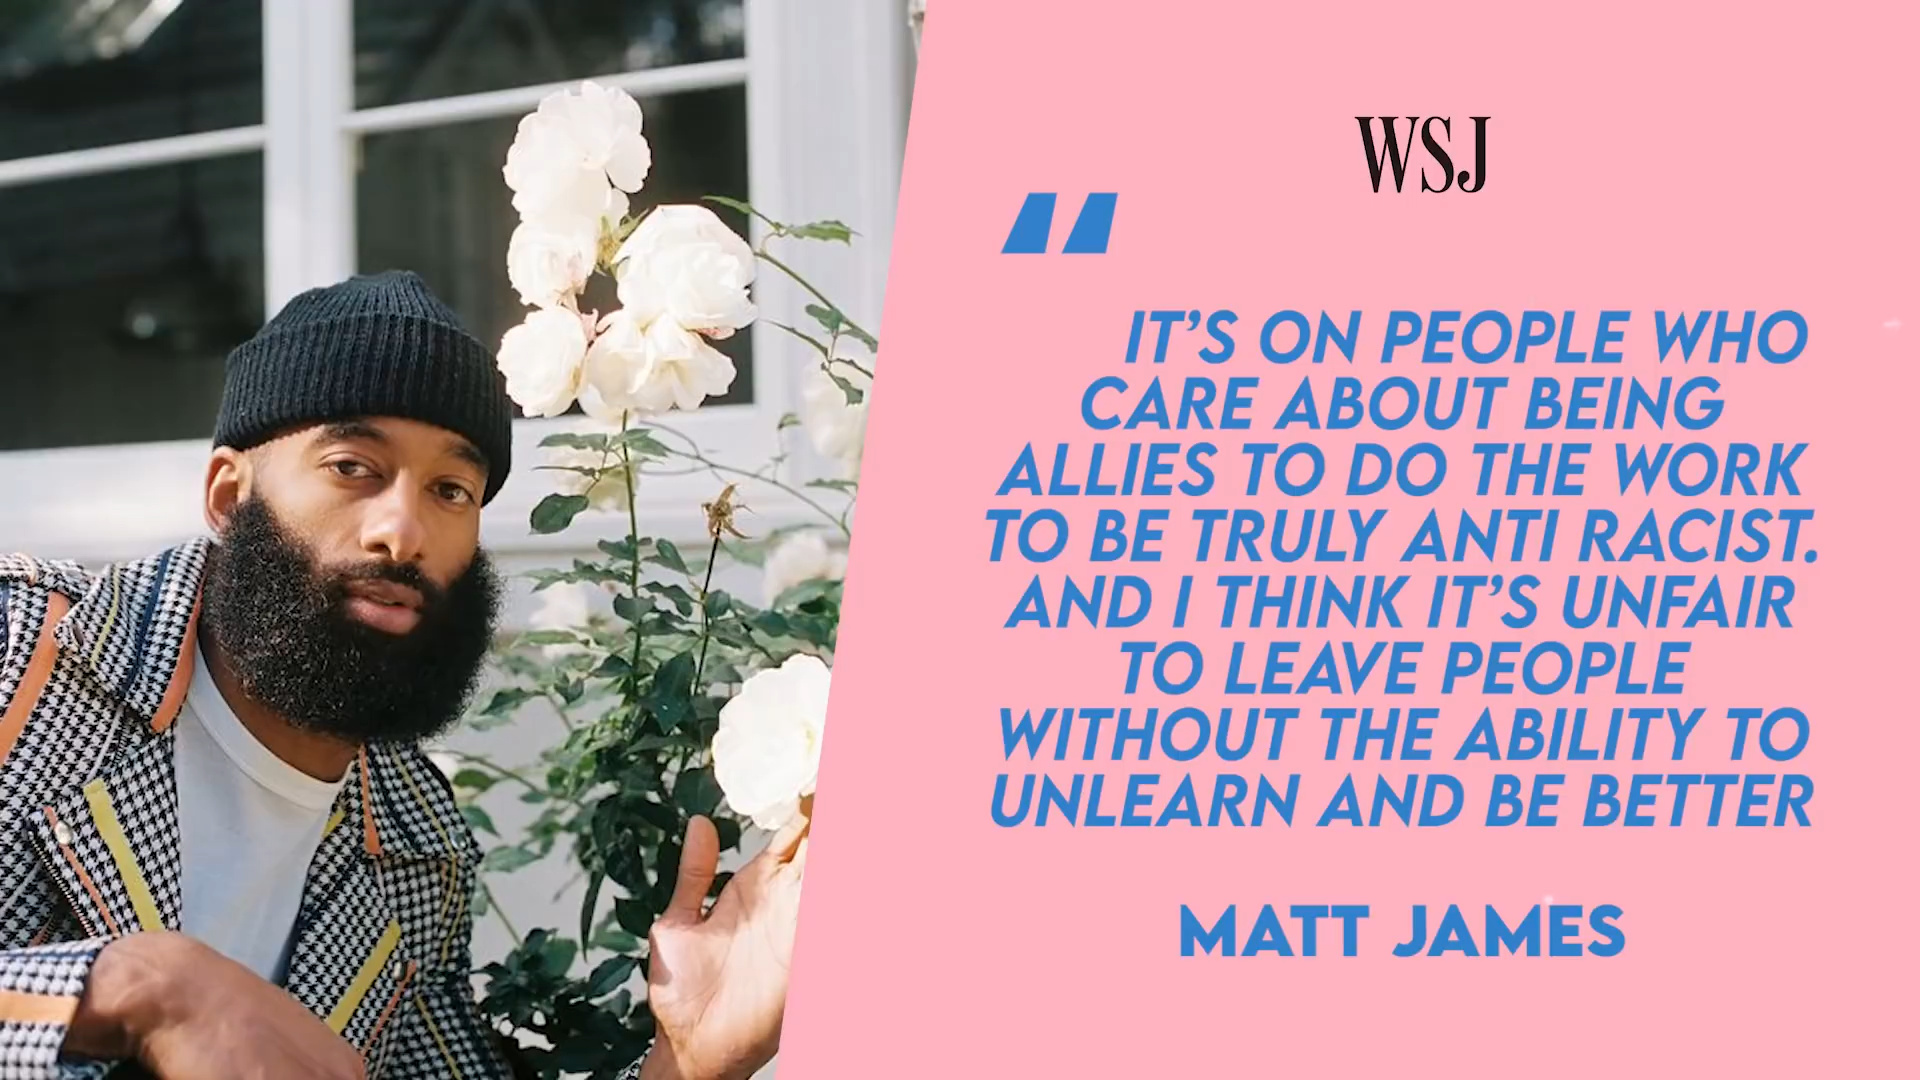 WSJ
“
IT’S ON PEOPLE WHO
CARE ABOUT BEING
ALLIES TO DO THE WORK
TO BE TRULY ANTI RACIST.
AND I THINK IT’S UNFAIR
TO LEAVE PEOPLE
WITHOUT THE ABILITY TO
UNLEARN AND BE BETTER
MATT JAMES